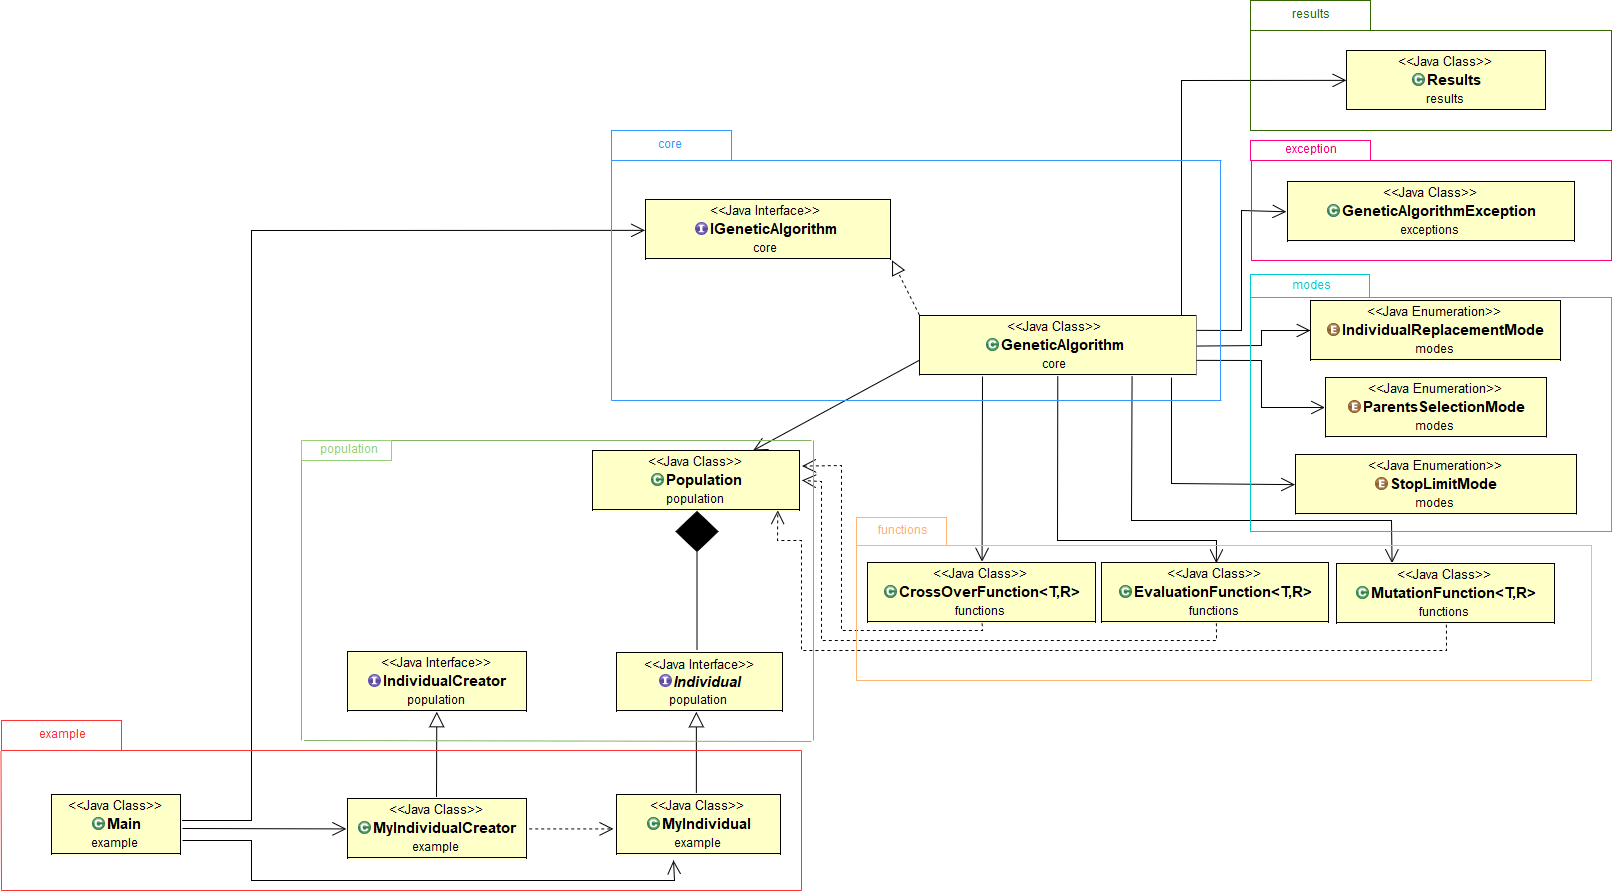 results
<<Java Class>>
C Results
results
exception
<<Java Class>>
C GeneticAlgorithmException
exceptions
core
<<Java Interface>>
I IGeneticAlgorithm
core
<<Java Class>>
C GeneticAlgorithm
core
modes
<<Java Enumeration>>
E IndividualReplacementMode
modes
<<Java Enumeration>>
E ParentsSelectionMode
modes
<<Java Enumeration>>
E StopLimitMode
modes
population
<<Java Class>>
C Population
population
functions
<<Java Class>>
C CrossOverFunction<T,R>
functions
<<Java Class>>
C EvaluationFunction<T,R>
functions
<<Java Class>>
C MutationFunction<T,R>
functions
<<Java Interface>>
I IndividualCreator
population
<<Java Interface>>
I Individual
population
example
<<Java Class>>
C Main
example
<<Java Class>>
C MyIndividualCreator
example
<<Java Class>>
C MyIndividual
example